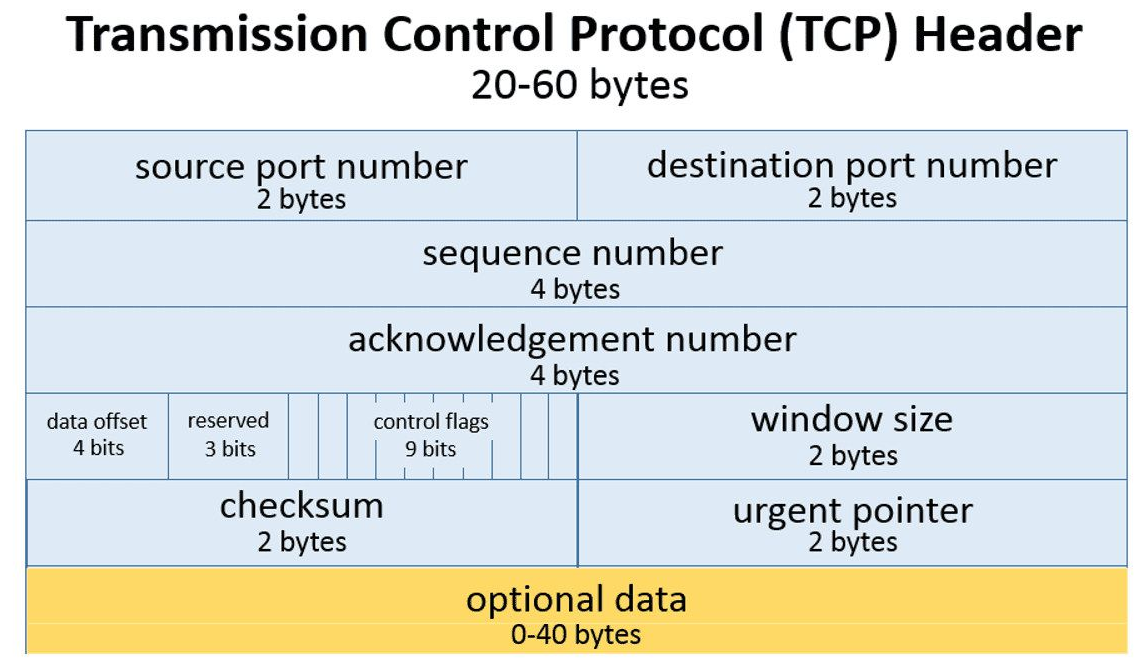 Transmission Control Protocol (TCP) Header
20-60 bytes
source port number
2 bytes
destination port number
2 bytes
sequence number
4 bytes
acknowledgement number
4 bytes
data offset
4 bits
reserved
3 bits
control flags
9 bits
window size
2 bytes
checksum
2 bytes
urgent pointer
2 bytes
optional data
0-40 bytes